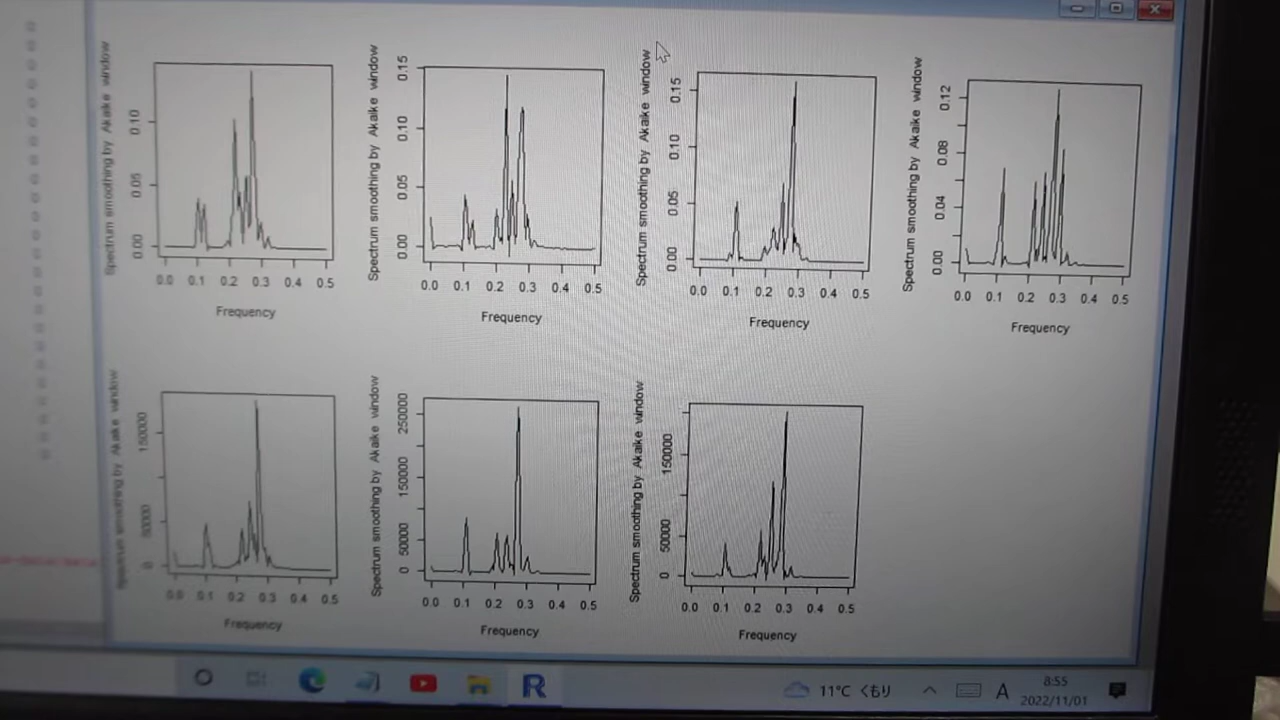 Spectrum smoothing by Akaike window
0.00 0.05 0.10
0.0 0.1 0.2 0.3 0.4 0.5
Frequency
Spectrum smoothing by Akaike window
0.00 0.05 0.10 0.15
0.0 0.1 0.2 0.3 0.4 0.5
Frequency
Spectrum smoothing by Akaike window
0.00 0.05 0.10 0.15
0.0 0.1 0.2 0.3 0.4 0.5
Frequency
Spectrum smoothing by Akaike window
0.00 0.04 0.08 0.12
0.0 0.1 0.2 0.3 0.4 0.5
Frequency
Spectrum smoothing by Akaike window
0 50000 150000
0.0 0.1 0.2 0.3 0.4 0.5
Frequency
Spectrum smoothing by Akaike window
0 50000 150000 250000
0.0 0.1 0.2 0.3 0.4 0.5
Frequency
Spectrum smoothing by Akaike window
0 50000 150000
0.0 0.1 0.2 0.3 0.4 0.5
Frequency
R
11°C くもり
A
8:55
2022/11/01